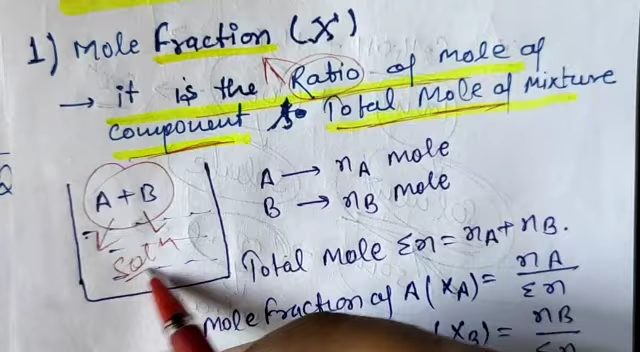 1) Mole Fraction (X)
→ it is the Ratio of mole of
component to Total Mole of mixture
A + B
Soln
A → nA mole
B → nB mole
Total Mole Σn = nA + nB.
Mole fraction of A (XA) = nA/Σn
(XB) = nB/Σn